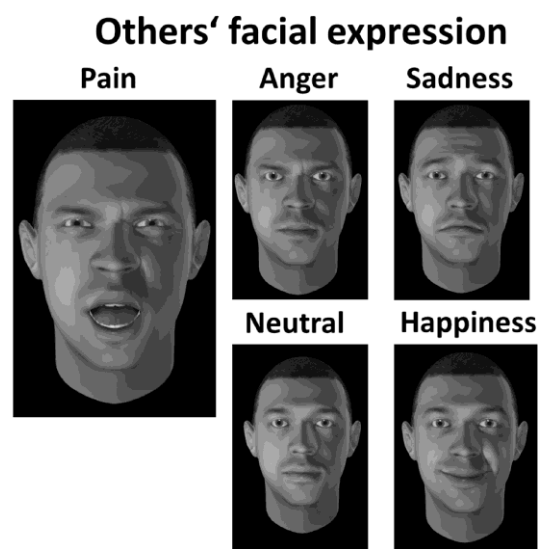 Others‘ facial expression
Pain
Anger
Sadness
Neutral
Happiness